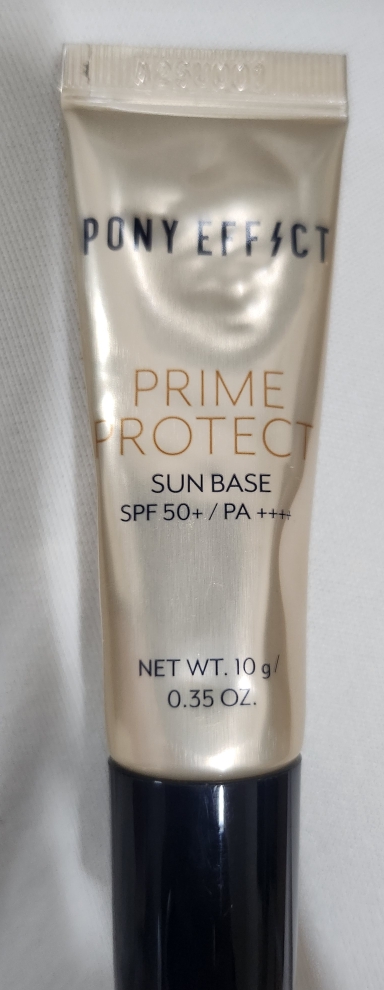 PONY EFFECT
PRIME
PROTECT
SUN BASE
SPF 50+ / PA ++++
NET WT. 10 g /
0.35 OZ.